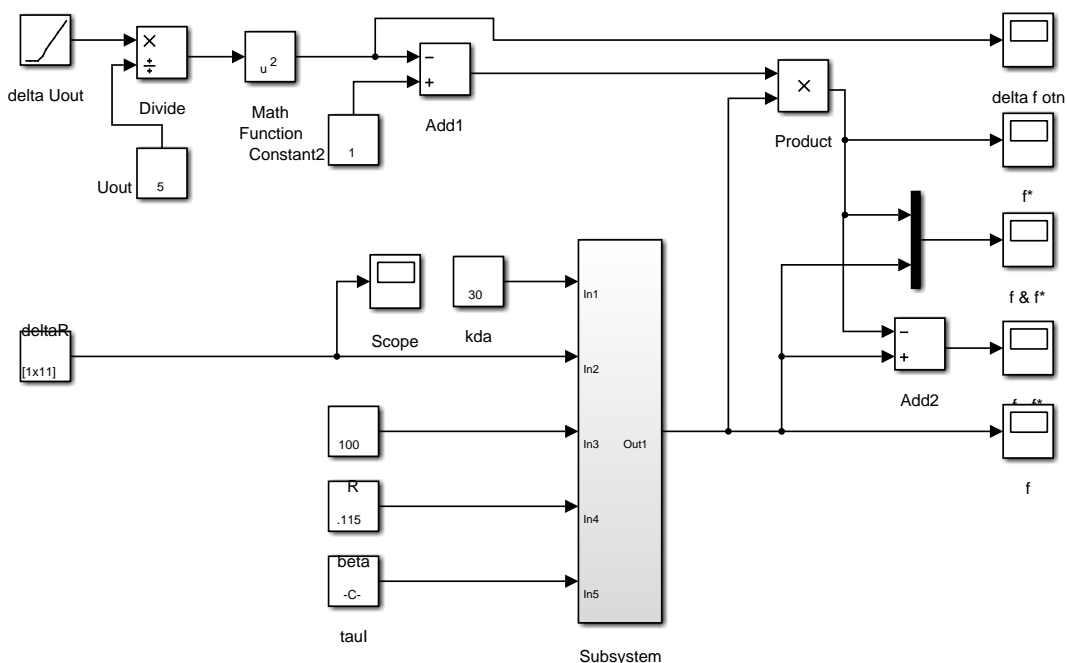 delta Uout
×
÷
Divide
u²
Math
Function
−
+
Add1
Constant2
1
Uout
5
×
Product
delta f otn
f*
f & f*
deltaR
[1x11]
Scope
30
kda
In1
In2
In3
In4
In5
Out1
Subsystem
−
+
Add2
f
100
R
.115
beta
-C-
tauI